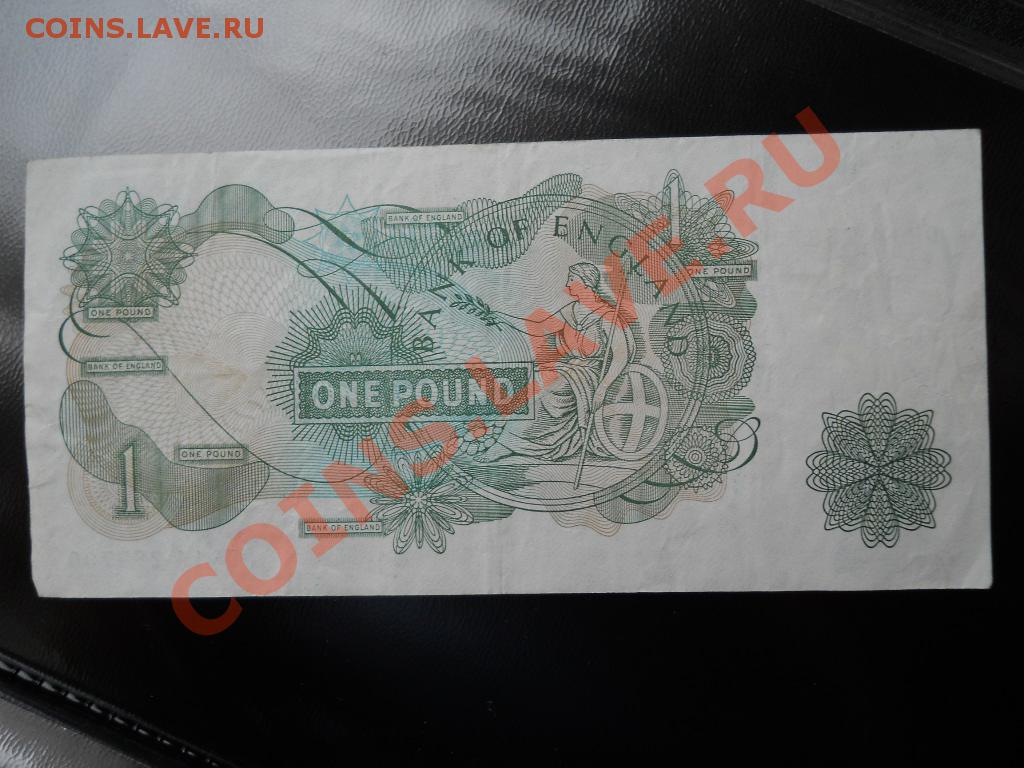 COINS.LAVE.RU
BANK OF ENGLAND
1
BANK OF ENGLAND
ONE POUND
ONE POUND
BANK OF ENGLAND
ONE POUND
ONE POUND
1
BANK OF ENGLAND
COINS.LAVE.RU